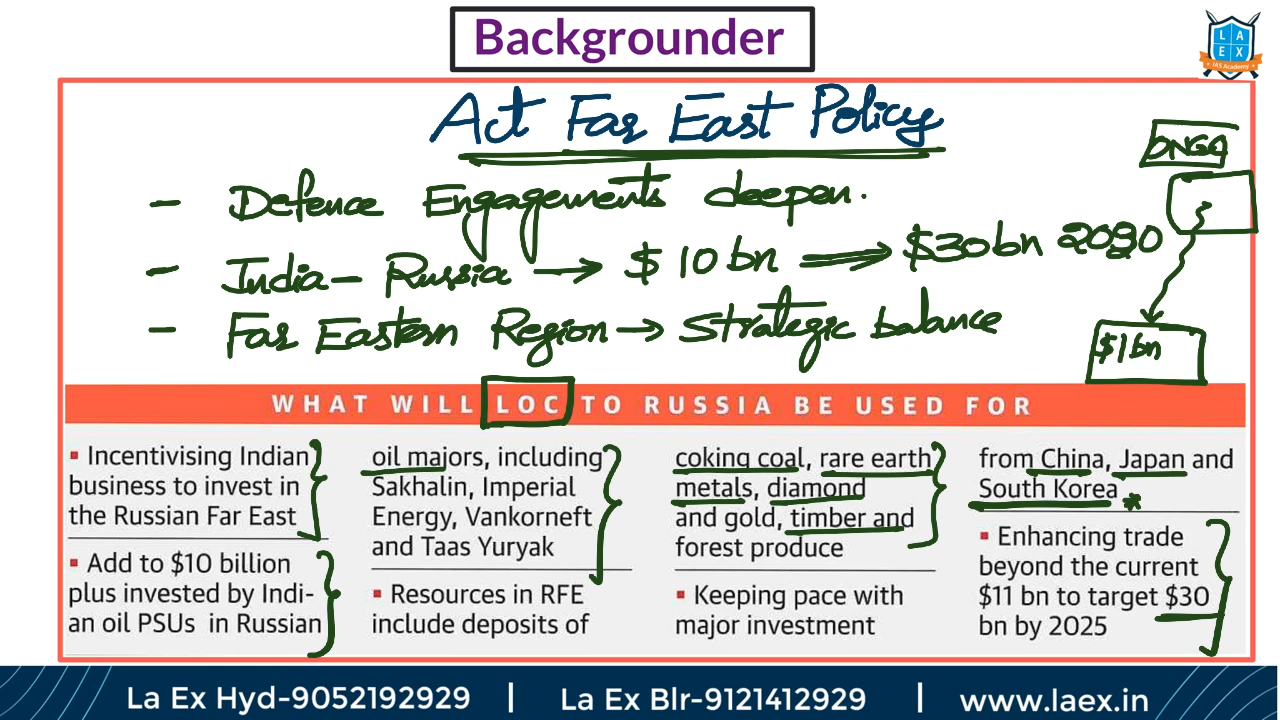 Backgrounder
L A
E X
IAS Academy
Act Far East Policy
ONGC
- Defence Engagements deepen.
- India- Russia → $ 10 bn ⟹ $30bn 2030
- Far Eastern Region → Strategic balance
$1bn
WHAT WILL LOC TO RUSSIA BE USED FOR
▪ Incentivising Indian
business to invest in
the Russian Far East
▪ Add to $10 billion
plus invested by Indi-
an oil PSUs in Russian
oil majors, including
Sakhalin, Imperial
Energy, Vankorneft
and Taas Yuryak
▪ Resources in RFE
include deposits of
coking coal, rare earth
metals, diamond
and gold, timber and
forest produce
▪ Keeping pace with
major investment
from China, Japan and
South Korea *
▪ Enhancing trade
beyond the current
$11 bn to target $30
bn by 2025
La Ex Hyd-9052192929 | La Ex Blr-9121412929 | www.laex.in